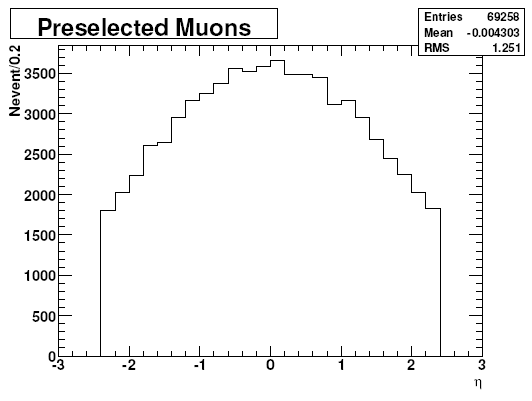 Preselected Muons
Entries 69258
Mean -0.004303
RMS 1.251
Nevent/0.2
3500
3000
2500
2000
1500
1000
500
0
-3 -2 -1 0 1 2 3
η